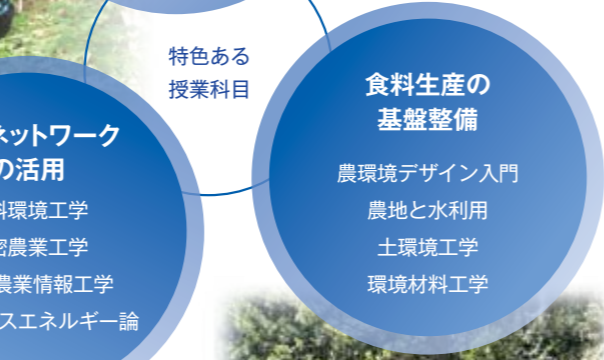 特色ある
授業科目
ネットワーク
の活用
料環境工学
密農業工学
農業情報工学
スエネルギー論
食料生産の
基盤整備
農環境デザイン入門
農地と水利用
土環境工学
環境材料工学